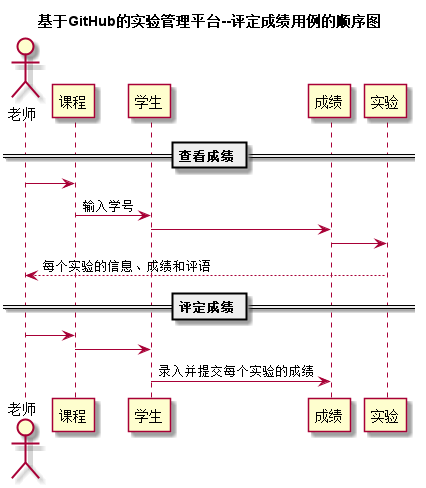 基于GitHub的实验管理平台--评定成绩用例的顺序图
老师 课程 学生 成绩 实验
查看成绩
输入学号
每个实验的信息、成绩和评语
评定成绩
录入并提交每个实验的成绩
老师 课程 学生 成绩 实验